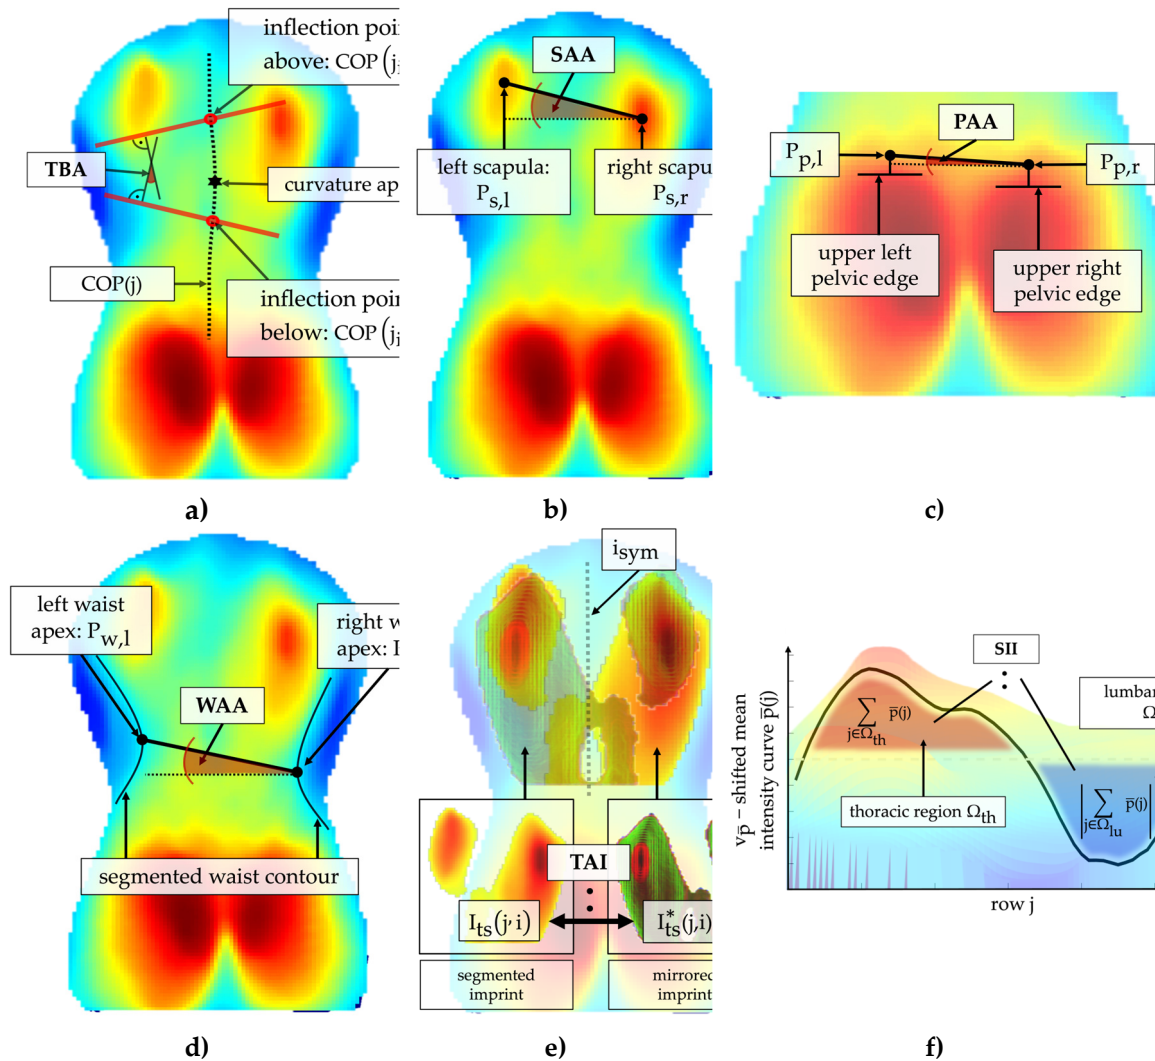 inflection poi
above: COP(j
TBA
curvature ap
COP(j)
inflection poi
below: COP(j
a)
SAA
left scapula:
P_s,l
right scapu
P_s,r
b)
PAA
P_p,l
P_p,r
upper left
pelvic edge
upper right
pelvic edge
c)
left waist
apex: P_w,l
right w
apex:
WAA
segmented waist contour
d)
i_sym
TAI
:
I_ts(j,i)
I*_ts(j,i)
segmented
imprint
mirrored
imprint
e)
SII
:
lumba
Ω
∑ p̅(j)
j∈Ω_th
thoracic region Ω_th
|∑ p̅(j)|
j∈Ω_lu
v_p̅ – shifted mean
intensity curve p̅(j)
row j
f)